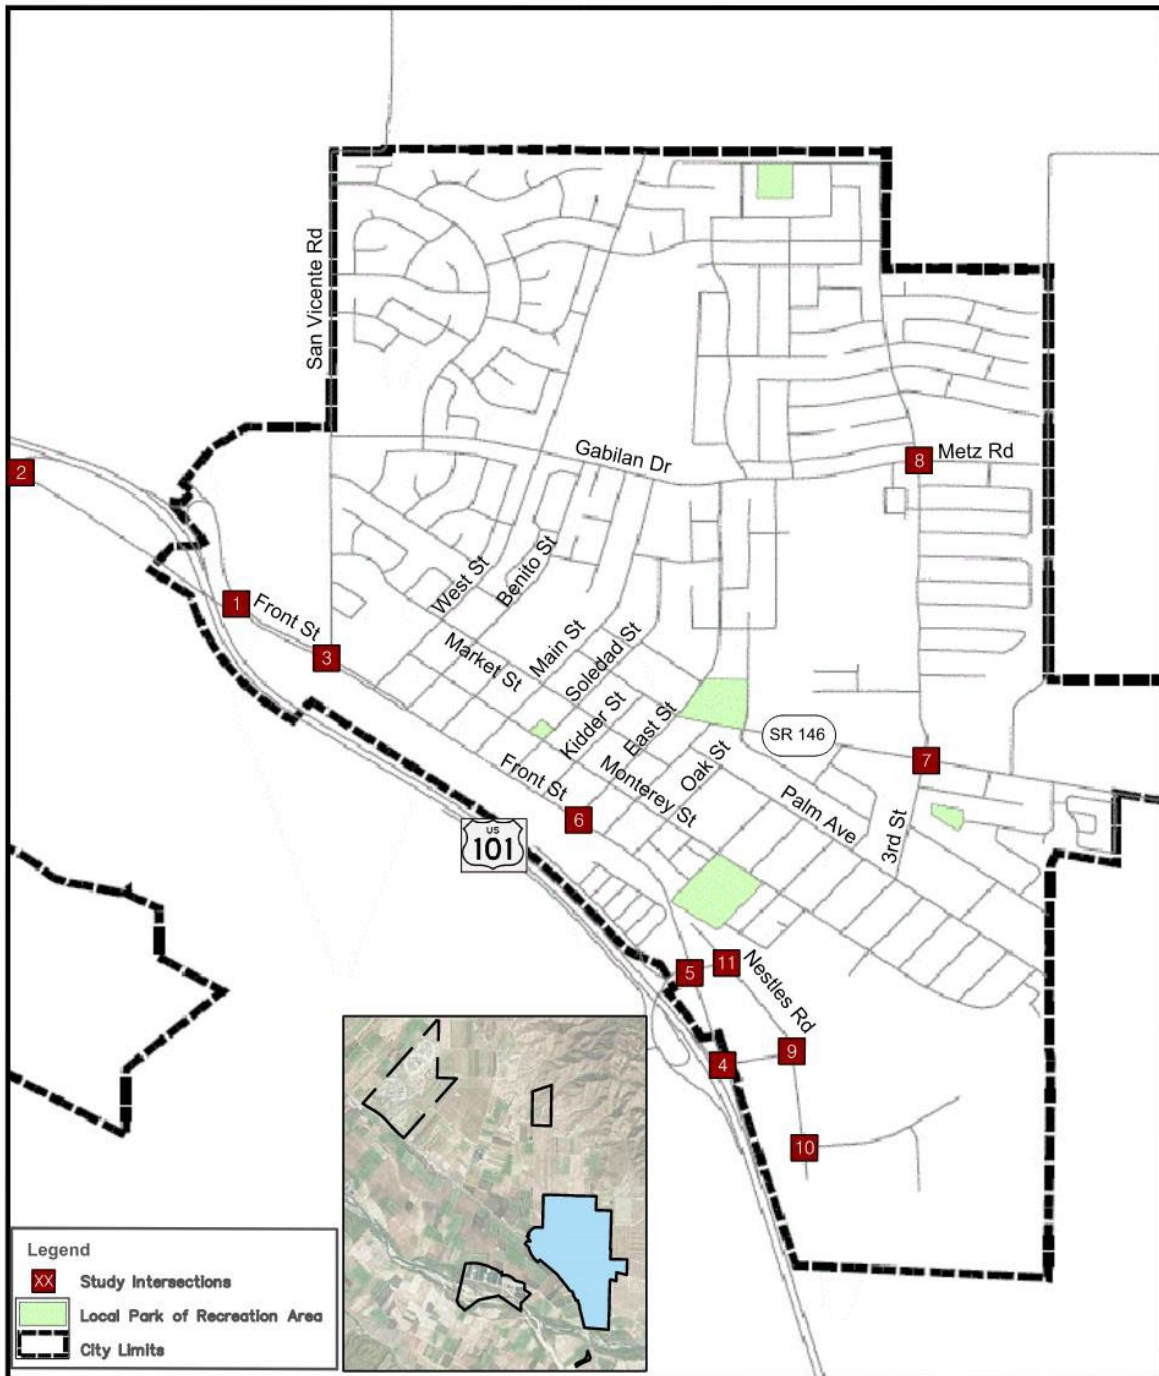 San Vicente Rd
Gabilan Dr
8
Metz Rd
2
West St
Benito St
1
Front St
3
Market St
Main St
Soledad St
Kidder St
East St
SR 146
Oak St
7
Front St
Monterey St
Palm Ave
6
3rd St
US
101
5
11
Nestles Rd
4
9
10
Legend
XX Study Intersections
Local Park of Recreation Area
City Limits